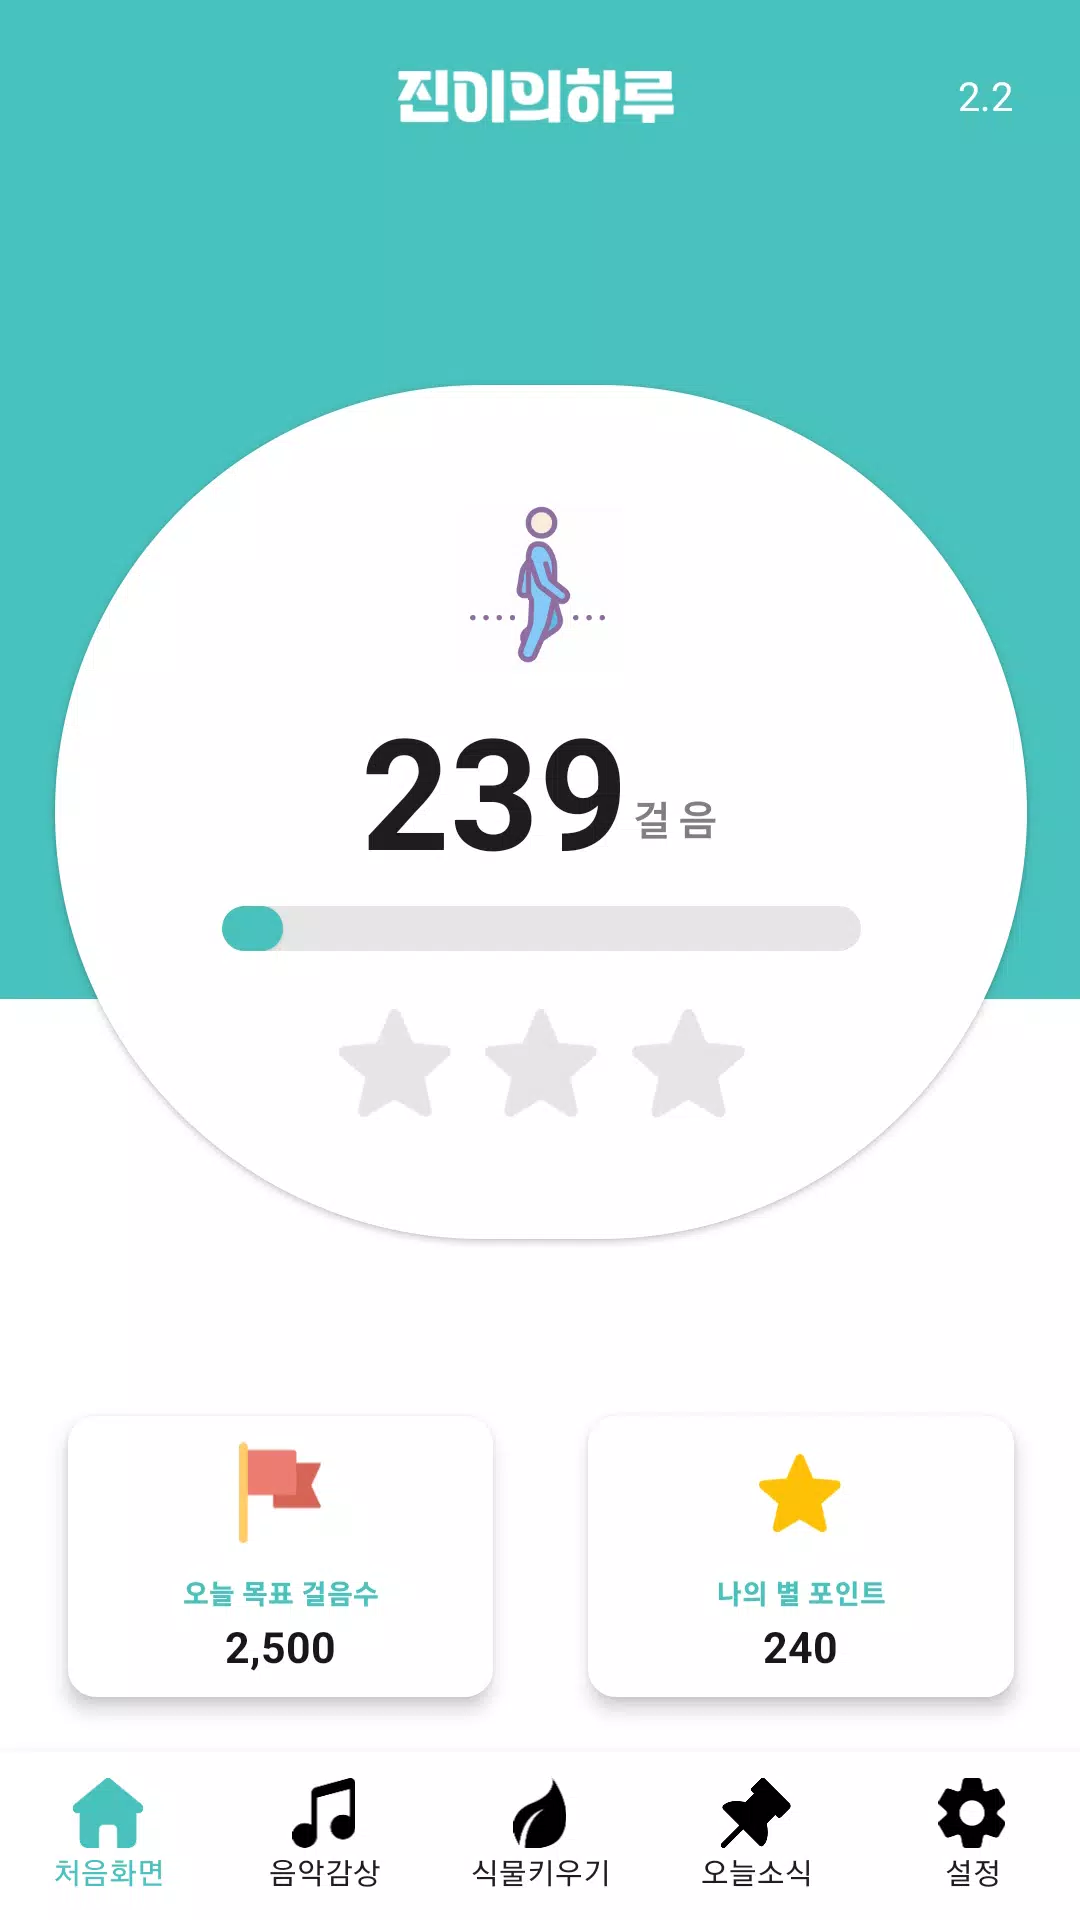 진이의하루
2.2
239 걸음
오늘 목표 걸음수
2,500
나의 별 포인트
240
처음화면
음악감상
식물키우기
오늘소식
설정